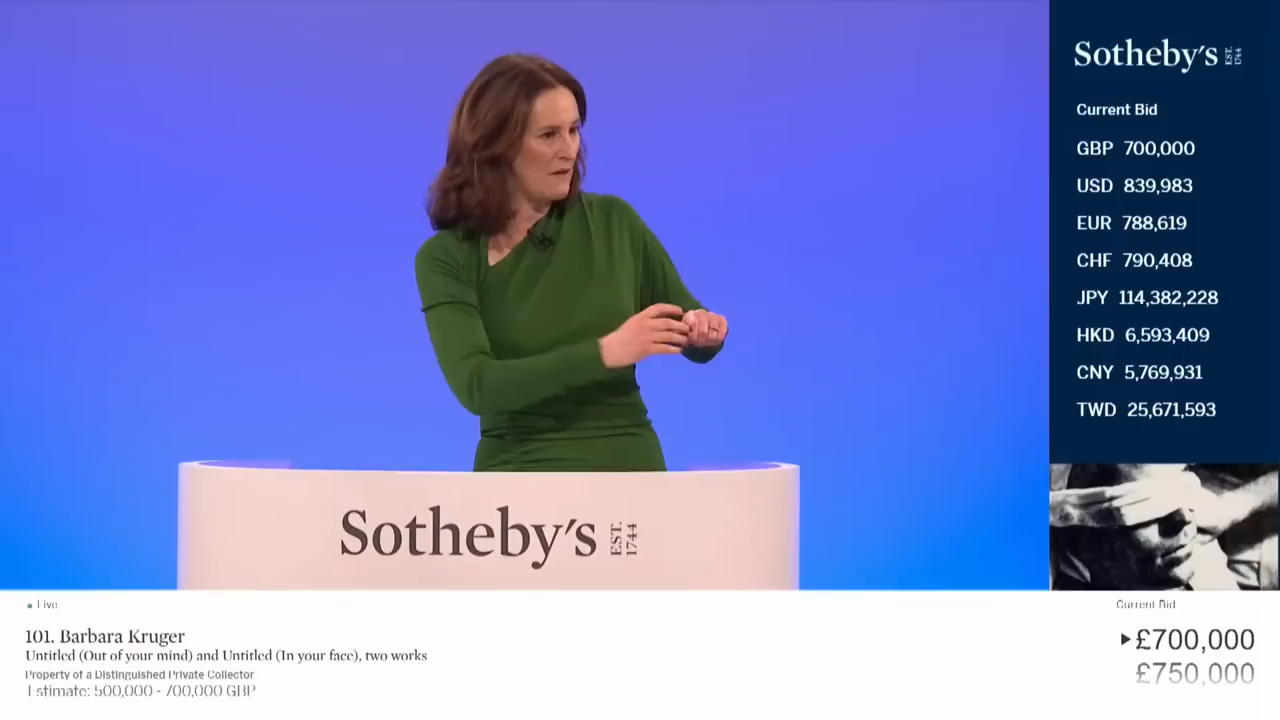 Sotheby's EST. 1744
Current Bid
GBP 700,000
USD 839,983
EUR 788,619
CHF 790,408
JPY 114,382,228
HKD 6,593,409
CNY 5,769,931
TWD 25,671,593
Sotheby's EST. 1744
Live
101. Barbara Kruger
Untitled (Out of your mind) and Untitled (In your face), two works
Property of a Distinguished Private Collector
Estimate: 500,000 - 700,000 GBP
Current Bid
£700,000
£750,000